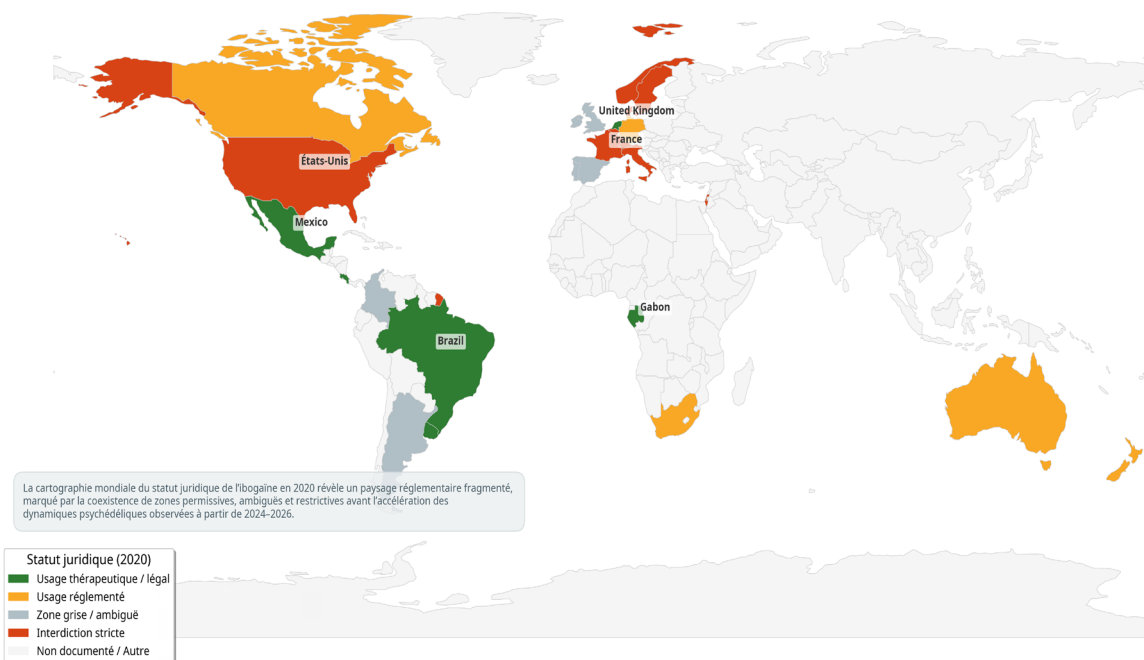 United Kingdom
France
États-Unis
Mexico
Gabon
Brazil
La cartographie mondiale du statut juridique de l'ibogaïne en 2020 révèle un paysage réglementaire fragmenté,
marqué par la coexistence de zones permissives, ambiguës et restrictives avant l'accélération des
dynamiques psychédéliques observées à partir de 2024–2026.
Statut juridique (2020)
Usage thérapeutique / légal
Usage réglementé
Zone grise / ambiguë
Interdiction stricte
Non documenté / Autre